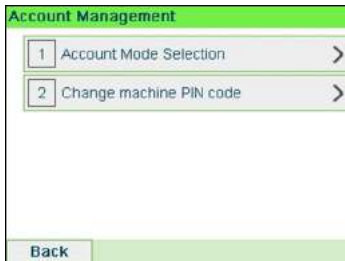 Account Management
1 Account Mode Selection
2 Change machine PIN code
Back